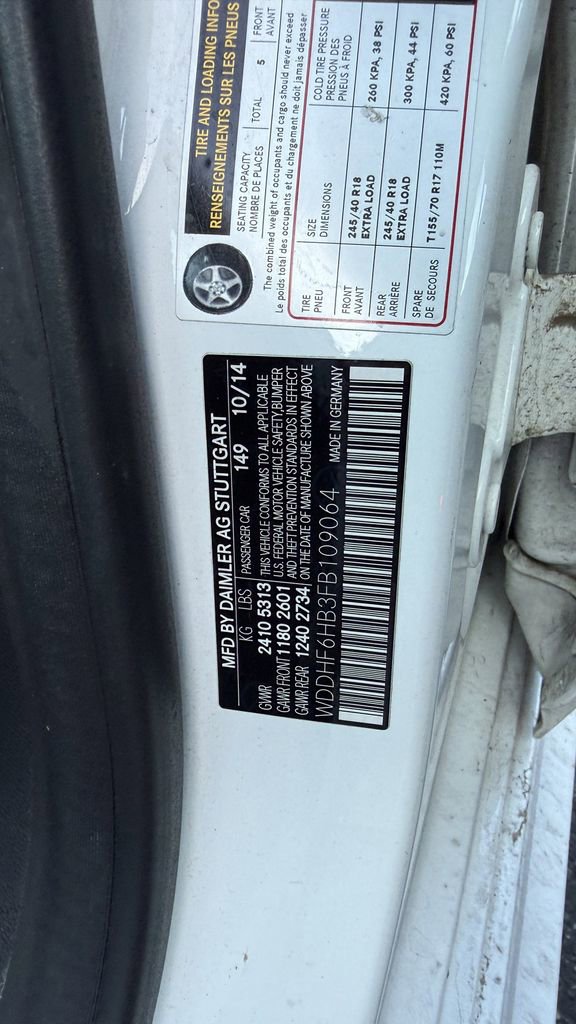 TIRE AND LOADING INFO
RENSEIGNEMENTS SUR LES PNEUS
SEATING CAPACITY
NOMBRE DE PLACES
TOTAL 5
FRONT
AVANT
The combined weight of occupants and cargo should never exceed
Le poids total des occupants et du chargement ne doit jamais dépasser
TIRE
PNEU
SIZE
DIMENSIONS
COLD TIRE PRESSURE
PRESSION DES
PNEUS À FROID
FRONT
AVANT
245/40 R18
EXTRA LOAD
260 KPA, 38 PSI
REAR
ARRIÈRE
245/40 R18
EXTRA LOAD
300 KPA, 44 PSI
SPARE
DE SECOURS
T155/70 R17 110M
420 KPA, 60 PSI
MFD BY DAIMLER AG STUTTGART
KG LBS PASSENGER CAR 149 10/14
GVWR 2410 5313 THIS VEHICLE CONFORMS TO ALL APPLICABLE
GAWR FRONT 1180 2601 U.S. FEDERAL MOTOR VEHICLE SAFETY,BUMPER
AND THEFT PREVENTION STANDARDS IN EFFECT
GAWR REAR 1240 2734 ON THE DATE OF MANUFACTURE SHOWN ABOVE
WDDHF6HB3FB109064 MADE IN GERMANY